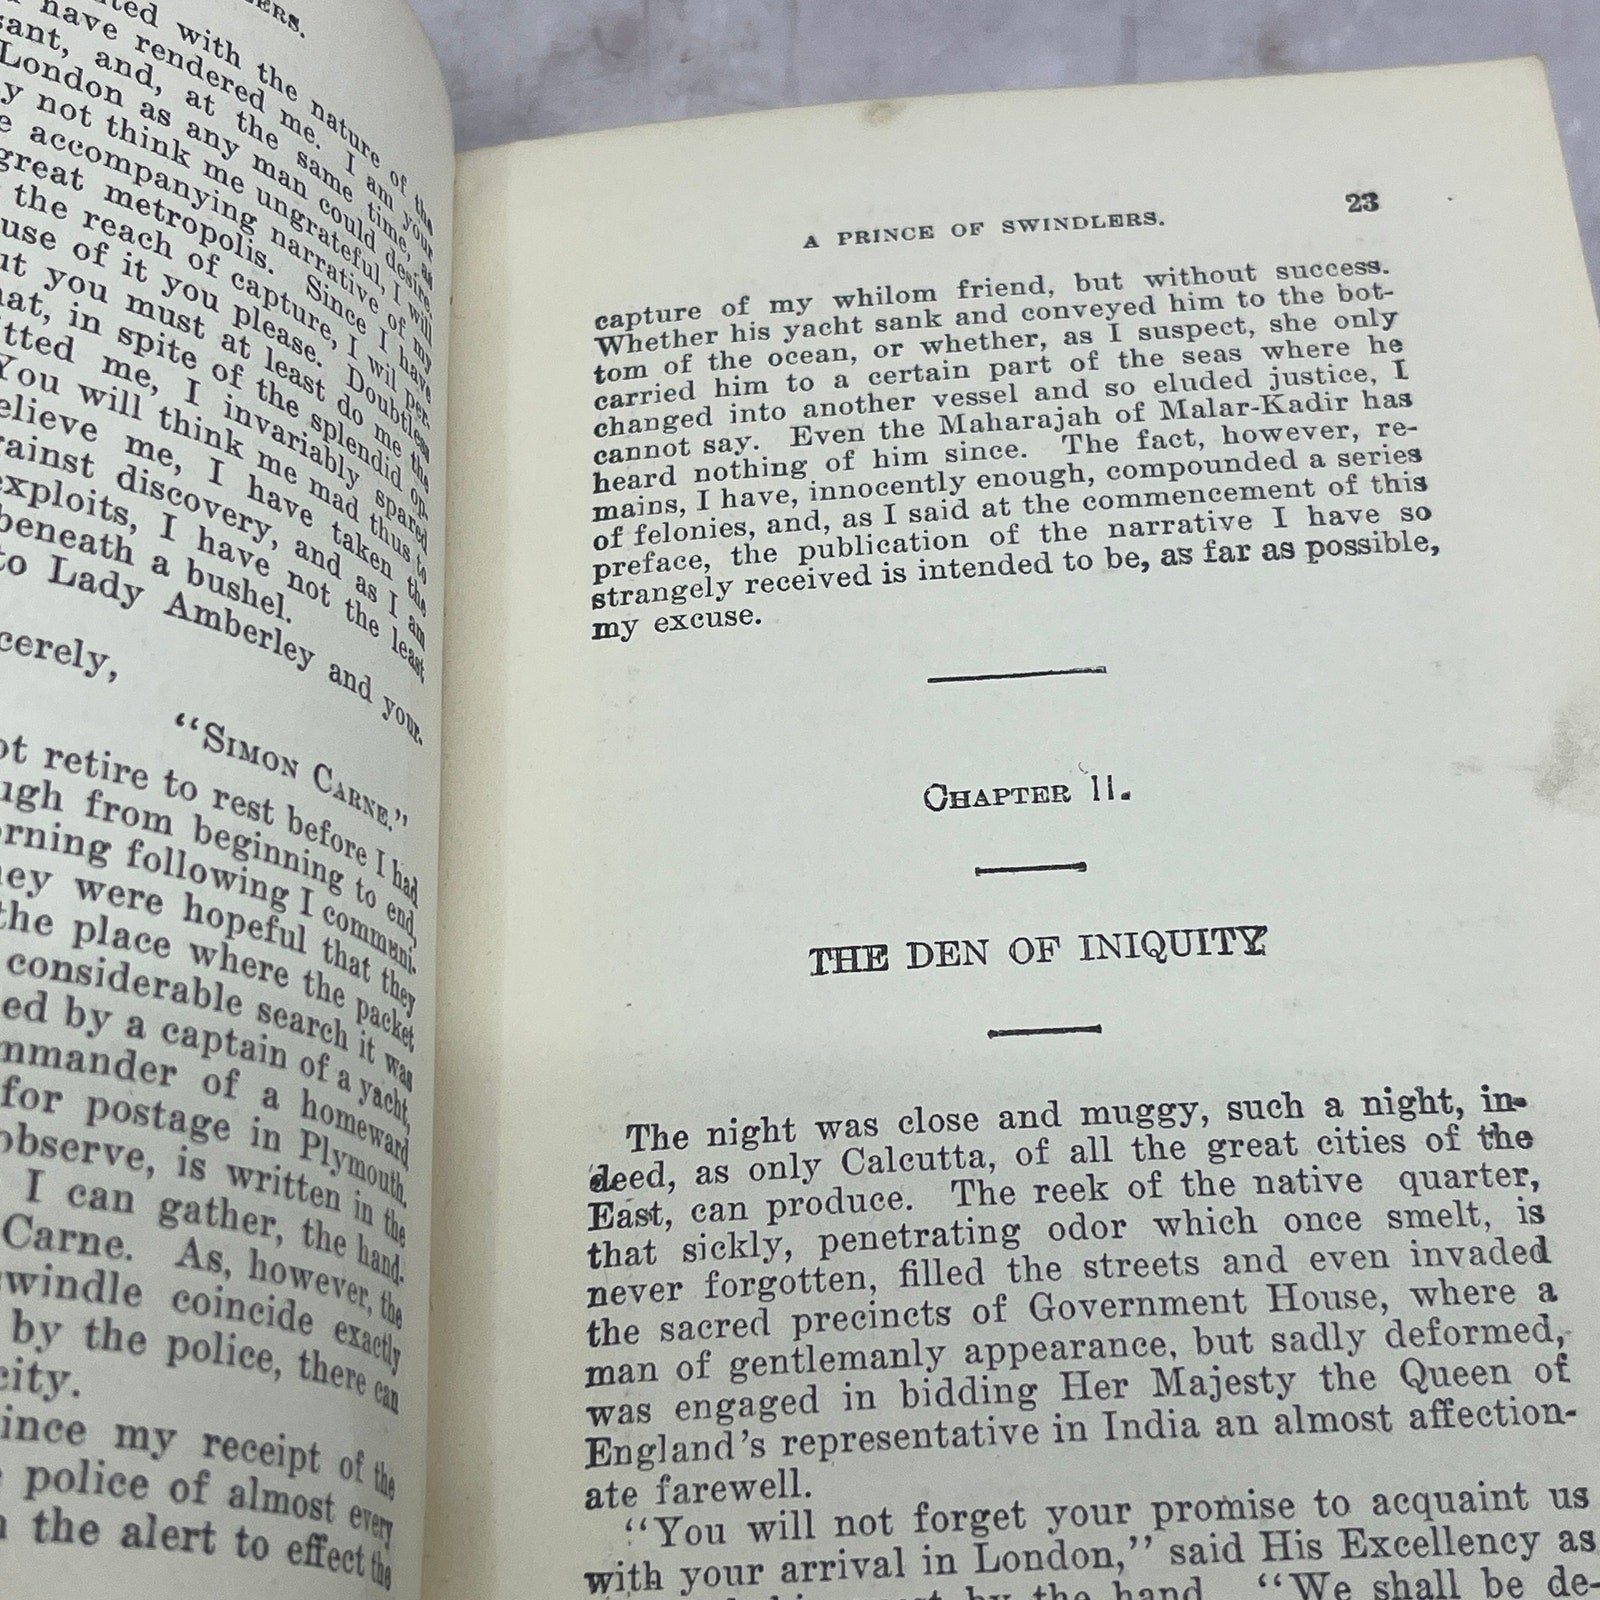 ERS.
ted with the nature of the
have rendered me. I am your
sant, and, at the same time, as
London as any man could desire.
y not think me ungrateful, I will
e accompanying narrative of my
great metropolis. Since I have
the reach of capture, I will per-
use of it you please. Doubtless
ut you must at least do me the
hat, in spite of the splendid op-
itted me, I invariably spared
You will think me mad thus to
elieve me, I have taken the
gainst discovery, and as I am
exploits, I have not the least
beneath a bushel.
to Lady Amberley and your-
cerely,
“SIMON CARNE.”
ot retire to rest before I had
ugh from beginning to end,
orning following I communi-
hey were hopeful that they
the place where the packet
considerable search it was
ed by a captain of a yacht,
mmander of a homeward
for postage in Plymouth.
observe, is written in the
I can gather, the hand-
Carne. As, however, the
swindle coincide exactly
by the police, there can
city.
ince my receipt of the
police of almost every
the alert to effect the
A PRINCE OF SWINDLERS. 23
capture of my whilom friend, but without success.
Whether his yacht sank and conveyed him to the bot-
tom of the ocean, or whether, as I suspect, she only
carried him to a certain part of the seas where he
changed into another vessel and so eluded justice, I
cannot say. Even the Maharajah of Malar-Kadir has
heard nothing of him since. The fact, however, re-
mains, I have, innocently enough, compounded a series
of felonies, and, as I said at the commencement of this
preface, the publication of the narrative I have so
strangely received is intended to be, as far as possible,
my excuse.
CHAPTER II.
THE DEN OF INIQUITY
The night was close and muggy, such a night, in-
deed, as only Calcutta, of all the great cities of the
East, can produce. The reek of the native quarter,
that sickly, penetrating odor which once smelt, is
never forgotten, filled the streets and even invaded
the sacred precincts of Government House, where a
man of gentlemanly appearance, but sadly deformed,
was engaged in bidding Her Majesty the Queen of
England’s representative in India an almost affection-
ate farewell.
“You will not forget your promise to acquaint us
with your arrival in London,” said His Excellency as
by the hand. “We shall be de-